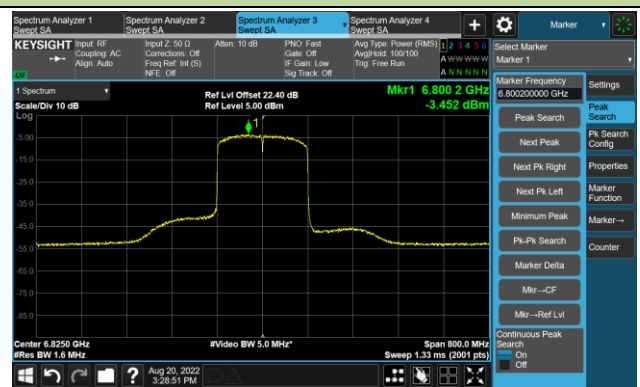 Spectrum Analyzer 1
Swept SA
Spectrum Analyzer 2
Swept SA
Spectrum Analyzer 3
Swept SA
Spectrum Analyzer 4
Swept SA
+
Marker
KEYSIGHT
Input: RF
Coupling: AC
Align: Auto
Input Z: 50 Ω
Corrections: Off
Freq Ref: Int (S)
NFE: Off
Atten: 10 dB
PNO: Fast
Gate: Off
IF Gain: Low
Sig Track: Off
Avg Type: Power (RMS)
Avg|Hold: 100/100
Trig: Free Run
1 2 3 4 5 6
A W W W W W
A N N N N N
LW
Select Marker
Marker 1
1 Spectrum
Scale/Div 10 dB
Log
Ref Lvl Offset 22.40 dB
Ref Level 5.00 dBm
Mkr1 6.800 2 GHz
-3.452 dBm
1
-5.00
-15.0
-25.0
-35.0
-45.0
-55.0
-65.0
-75.0
-85.0
Center 6.8250 GHz
#Res BW 1.6 MHz
#Video BW 5.0 MHz*
Span 800.0 MHz
Sweep 1.33 ms (2001 pts)
Marker Frequency
6.800200000 GHz
Peak Search
Next Peak
Next Pk Right
Next Pk Left
Minimum Peak
Pk-Pk Search
Marker Delta
Mkr→CF
Mkr→Ref Lvl
Continuous Peak
Search
On
Off
Settings
Peak
Search
Pk Search
Config
Properties
Marker
Function
Marker→
Counter
?
Aug 20, 2022
3:28:51 PM